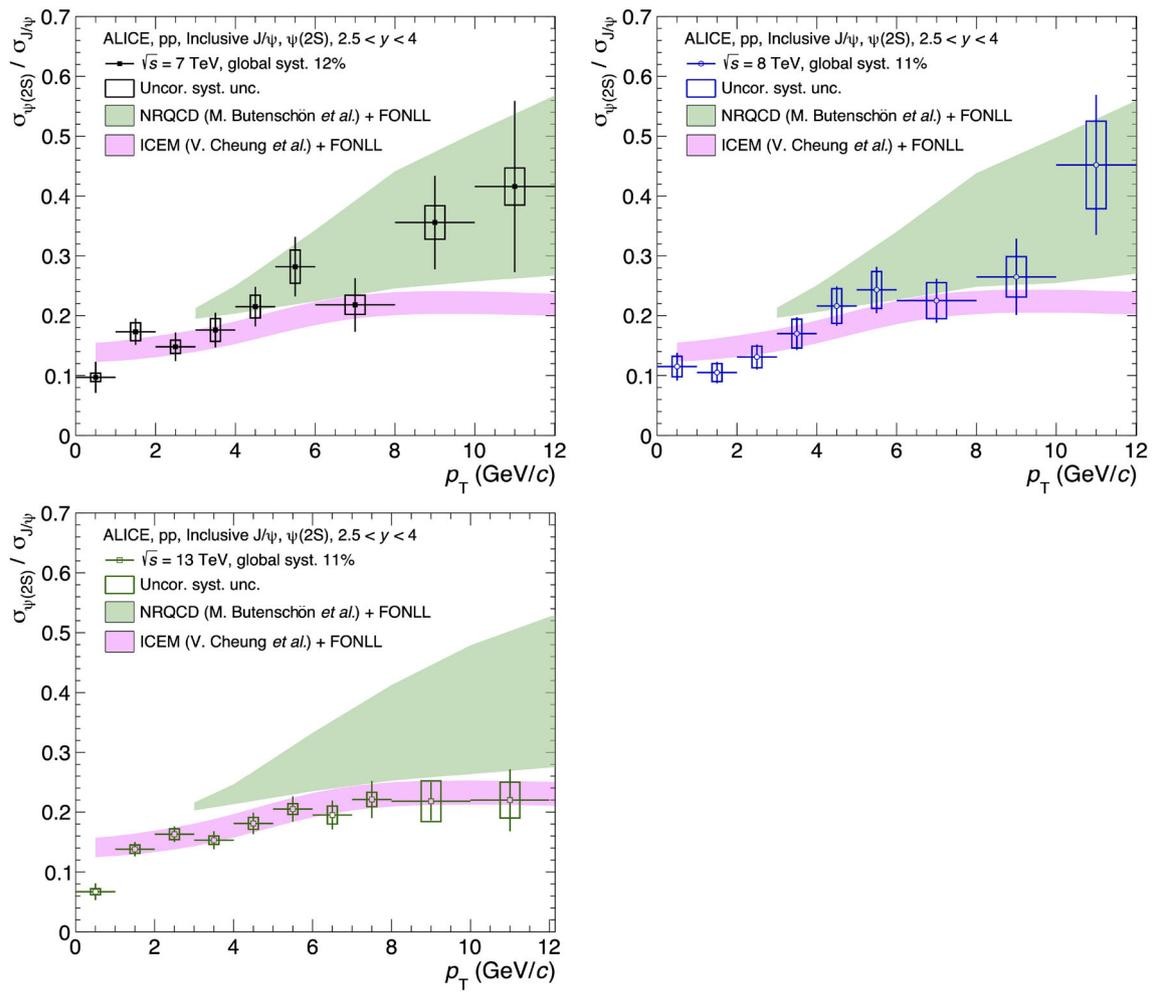 ALICE, pp, Inclusive J/ψ, ψ(2S), 2.5 < y < 4
√s = 7 TeV, global syst. 12%
Uncor. syst. unc.
NRQCD (M. Butenschön et al.) + FONLL
ICEM (V. Cheung et al.) + FONLL
σψ(2S) / σJ/ψ
0.7
0.6
0.5
0.4
0.3
0.2
0.1
0
0 2 4 6 8 10 12
pT (GeV/c)
ALICE, pp, Inclusive J/ψ, ψ(2S), 2.5 < y < 4
√s = 8 TeV, global syst. 11%
Uncor. syst. unc.
NRQCD (M. Butenschön et al.) + FONLL
ICEM (V. Cheung et al.) + FONLL
σψ(2S) / σJ/ψ
0.7
0.6
0.5
0.4
0.3
0.2
0.1
0
0 2 4 6 8 10 12
pT (GeV/c)
ALICE, pp, Inclusive J/ψ, ψ(2S), 2.5 < y < 4
√s = 13 TeV, global syst. 11%
Uncor. syst. unc.
NRQCD (M. Butenschön et al.) + FONLL
ICEM (V. Cheung et al.) + FONLL
σψ(2S) / σJ/ψ
0.7
0.6
0.5
0.4
0.3
0.2
0.1
0
0 2 4 6 8 10 12
pT (GeV/c)